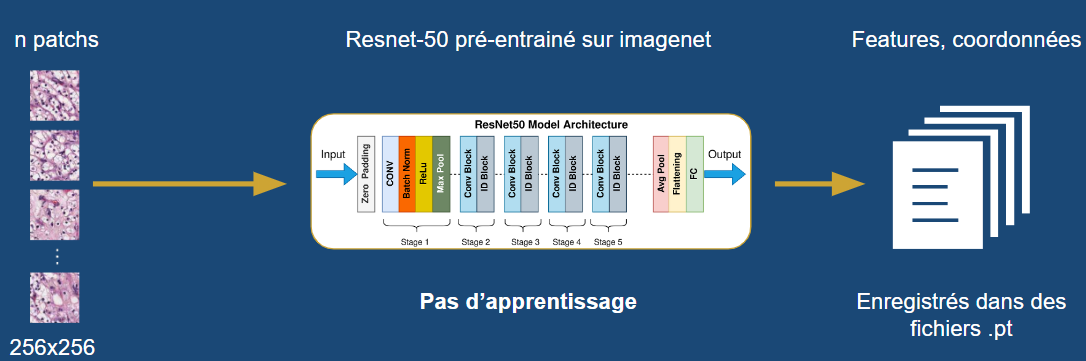 n patchs
Resnet-50 pré-entrainé sur imagenet
Features, coordonnées
ResNet50 Model Architecture
Input
Zero Padding
CONV
Batch Norm
ReLu
Max Pool
Conv Block
ID Block
Conv Block
ID Block
Conv Block
ID Block
Conv Block
ID Block
Avg Pool
Flattening
FC
Output
Stage 1
Stage 2
Stage 3
Stage 4
Stage 5
256x256
Pas d'apprentissage
Enregistrés dans des
fichiers .pt